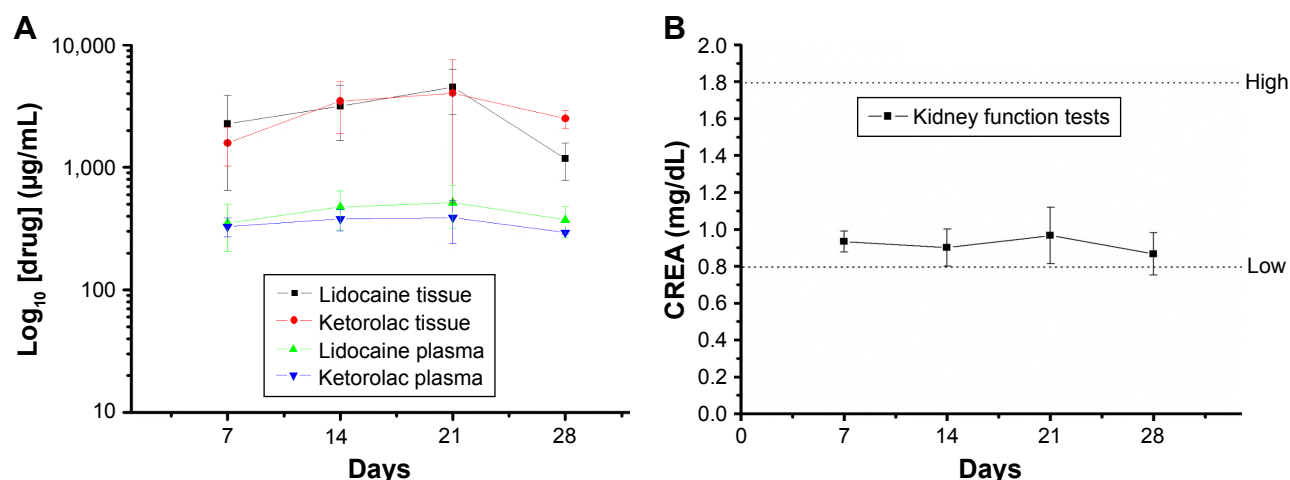 A
10,000
1,000
100
10
Log10 [drug] (µg/mL)
Lidocaine tissue
Ketorolac tissue
Lidocaine plasma
Ketorolac plasma
7 14 21 28
Days
B
2.0
1.8
1.6
1.4
1.2
1.0
0.8
0.6
0.4
0.2
0.0
CREA (mg/dL)
High
Kidney function tests
Low
0 7 14 21 28
Days